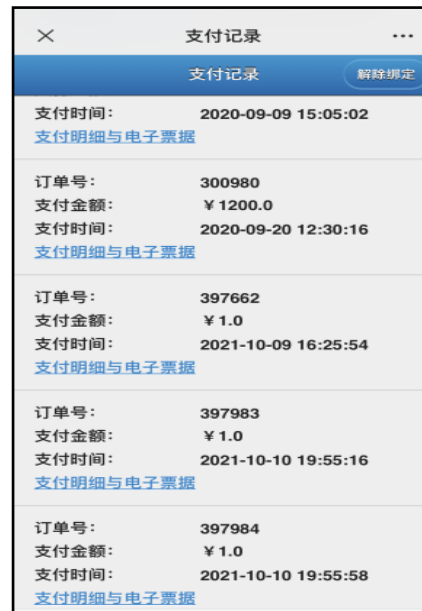 支付记录
支付记录 解除绑定
支付时间： 2020-09-09 15:05:02
支付明细与电子票据
订单号： 300980
支付金额： ￥1200.0
支付时间： 2020-09-20 12:30:16
支付明细与电子票据
订单号： 397662
支付金额： ￥1.0
支付时间： 2021-10-09 16:25:54
支付明细与电子票据
订单号： 397983
支付金额： ￥1.0
支付时间： 2021-10-10 19:55:16
支付明细与电子票据
订单号： 397984
支付金额： ￥1.0
支付时间： 2021-10-10 19:55:58
支付明细与电子票据